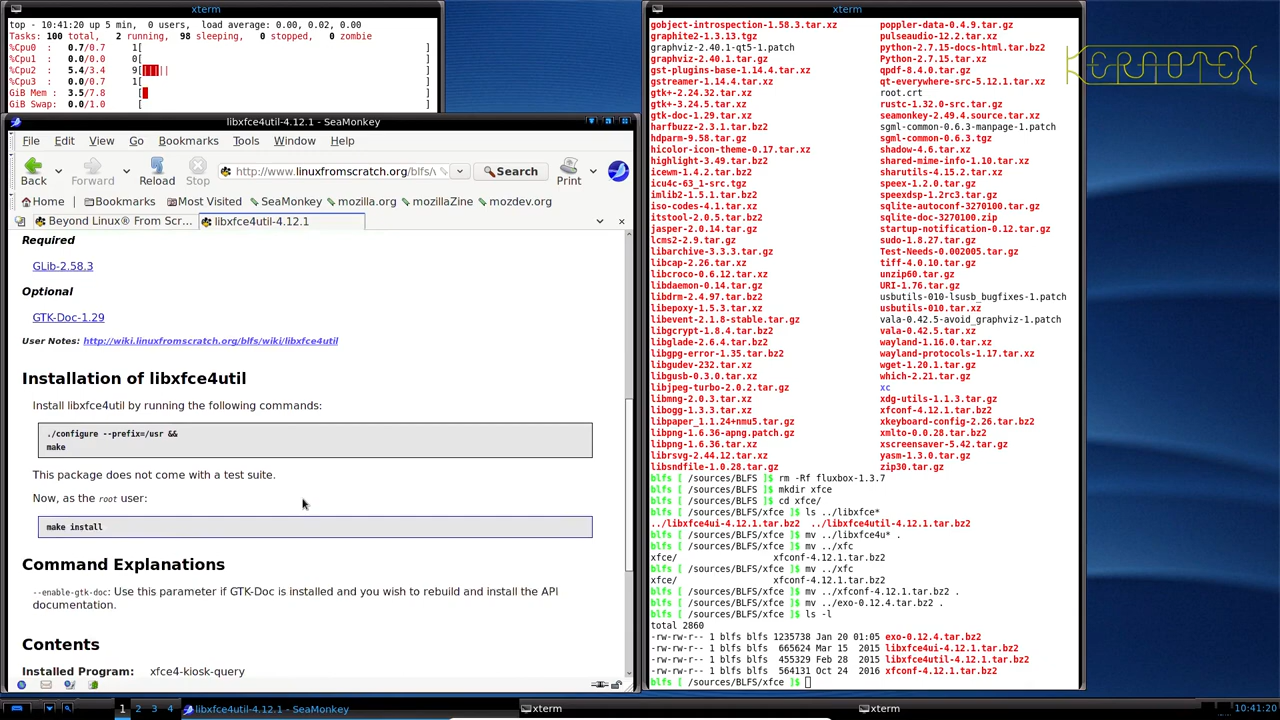 xterm
top - 10:41:20 up 5 min, 0 users, load average: 0.00, 0.02, 0.00
Tasks: 100 total, 2 running, 98 sleeping, 0 stopped, 0 zombie
%Cpu0 : 0.7/0.7 1[ ]
%Cpu1 : 0.0/0.0 0[ ]
%Cpu2 : 5.4/3.4 9[||||| ]
%Cpu3 : 0.0/0.7 1[ ]
GiB Mem : 3.5/7.8 [ ]
GiB Swap: 0.0/1.0 [ ]
libxfce4util-4.12.1 - SeaMonkey
File Edit View Go Bookmarks Tools Window Help
Back Forward Reload Stop http://www.linuxfromscratch.org/blfs/ Search Print
Home Bookmarks Most Visited SeaMonkey mozilla.org mozillaZine mozdev.org
Beyond Linux® From Scr... libxfce4util-4.12.1
Required
GLib-2.58.3
Optional
GTK-Doc-1.29
User Notes: http://wiki.linuxfromscratch.org/blfs/wiki/libxfce4util
Installation of libxfce4util
Install libxfce4util by running the following commands:
./configure --prefix=/usr &&
make
This package does not come with a test suite.
Now, as the root user:
make install
Command Explanations
--enable-gtk-doc: Use this parameter if GTK-Doc is installed and you wish to rebuild and install the API
documentation.
Contents
Installed Program: xfce4-kiosk-query
xterm
gobject-introspection-1.58.3.tar.xz poppler-data-0.4.9.tar.gz
graphite2-1.3.13.tgz pulseaudio-12.2.tar.xz
graphviz-2.40.1-qt5-1.patch python-2.7.15-docs-html.tar.bz2
graphviz-2.40.1.tar.gz Python-2.7.15.tar.xz
gst-plugins-base-1.14.4.tar.xz qpdf-8.4.0.tar.gz
gstreamer-1.14.4.tar.xz qt-everywhere-src-5.12.1.tar.xz
gtk+-2.24.32.tar.xz root.crt
gtk+-3.24.5.tar.xz rustc-1.32.0-src.tar.gz
gtk-doc-1.29.tar.xz seamonkey-2.49.4.source.tar.xz
harfbuzz-2.3.1.tar.bz2 sgml-common-0.6.3-manpage-1.patch
hdparm-9.58.tar.gz sgml-common-0.6.3.tgz
hicolor-icon-theme-0.17.tar.xz shadow-4.6.tar.xz
highlight-3.49.tar.bz2 shared-mime-info-1.10.tar.xz
icewm-1.4.2.tar.bz2 sharutils-4.15.2.tar.xz
icu4c-63_1-src.tgz speex-1.2.0.tar.gz
imlib2-1.5.1.tar.bz2 speexdsp-1.2rc3.tar.gz
iso-codes-4.1.tar.xz sqlite-autoconf-3270100.tar.gz
itstool-2.0.5.tar.bz2 sqlite-doc-3270100.zip
jasper-2.0.14.tar.gz startup-notification-0.12.tar.gz
lcms2-2.9.tar.gz sudo-1.8.27.tar.gz
libarchive-3.3.3.tar.gz Test-Needs-0.002005.tar.gz
libcap-2.26.tar.xz tiff-4.0.10.tar.gz
libcroco-0.6.12.tar.xz unzip60.tar.gz
libdaemon-0.14.tar.gz URI-1.76.tar.gz
libdrm-2.4.97.tar.bz2 usbutils-010-lsusb_bugfixes-1.patch
libepoxy-1.5.3.tar.xz usbutils-010.tar.xz
libevent-2.1.8-stable.tar.gz vala-0.42.5-avoid_graphviz-1.patch
libgcrypt-1.8.4.tar.bz2 vala-0.42.5.tar.xz
libglade-2.6.4.tar.bz2 wayland-1.16.0.tar.xz
libgpg-error-1.35.tar.bz2 wayland-protocols-1.17.tar.xz
libgudev-232.tar.xz wget-1.20.1.tar.gz
libgusb-0.3.0.tar.xz which-2.21.tar.gz
libjpeg-turbo-2.0.2.tar.gz xc
libmng-2.0.3.tar.xz xdg-utils-1.1.3.tar.gz
libogg-1.3.3.tar.xz xfconf-4.12.1.tar.bz2
libpaper_1.1.24+nmu5.tar.gz xkeyboard-config-2.26.tar.bz2
libpng-1.6.36-apng.patch.gz xmlto-0.0.28.tar.bz2
libpng-1.6.36.tar.xz xscreensaver-5.42.tar.gz
librsvg-2.44.12.tar.xz yasm-1.3.0.tar.gz
libsndfile-1.0.28.tar.gz zip30.tar.gz
blfs [ /sources/BLFS ]$ rm -Rf fluxbox-1.3.7
blfs [ /sources/BLFS ]$ mkdir xfce
blfs [ /sources/BLFS ]$ cd xfce/
blfs [ /sources/BLFS/xfce ]$ ls ../libxfce*
../libxfce4ui-4.12.1.tar.bz2 ../libxfce4util-4.12.1.tar.bz2
blfs [ /sources/BLFS/xfce ]$ mv ../libxfce4u* .
blfs [ /sources/BLFS/xfce ]$ mv ../xfc
xfce/ xfconf-4.12.1.tar.bz2
blfs [ /sources/BLFS/xfce ]$ mv ../xfc
xfce/ xfconf-4.12.1.tar.bz2
blfs [ /sources/BLFS/xfce ]$ mv ../xfconf-4.12.1.tar.bz2 .
blfs [ /sources/BLFS/xfce ]$ mv ../exo-0.12.4.tar.bz2 .
blfs [ /sources/BLFS/xfce ]$ ls -l
total 2860
-rw-rw-r-- 1 blfs blfs 1235738 Jan 20 01:05 exo-0.12.4.tar.bz2
-rw-rw-r-- 1 blfs blfs 665624 Mar 15 2015 libxfce4ui-4.12.1.tar.bz2
-rw-rw-r-- 1 blfs blfs 455329 Feb 28 2015 libxfce4util-4.12.1.tar.bz2
-rw-rw-r-- 1 blfs blfs 564131 Oct 24 2016 xfconf-4.12.1.tar.bz2
blfs [ /sources/BLFS/xfce ]$
1 2 3 4 libxfce4util-4.12.1 - SeaMonkey xterm xterm 10:41:20